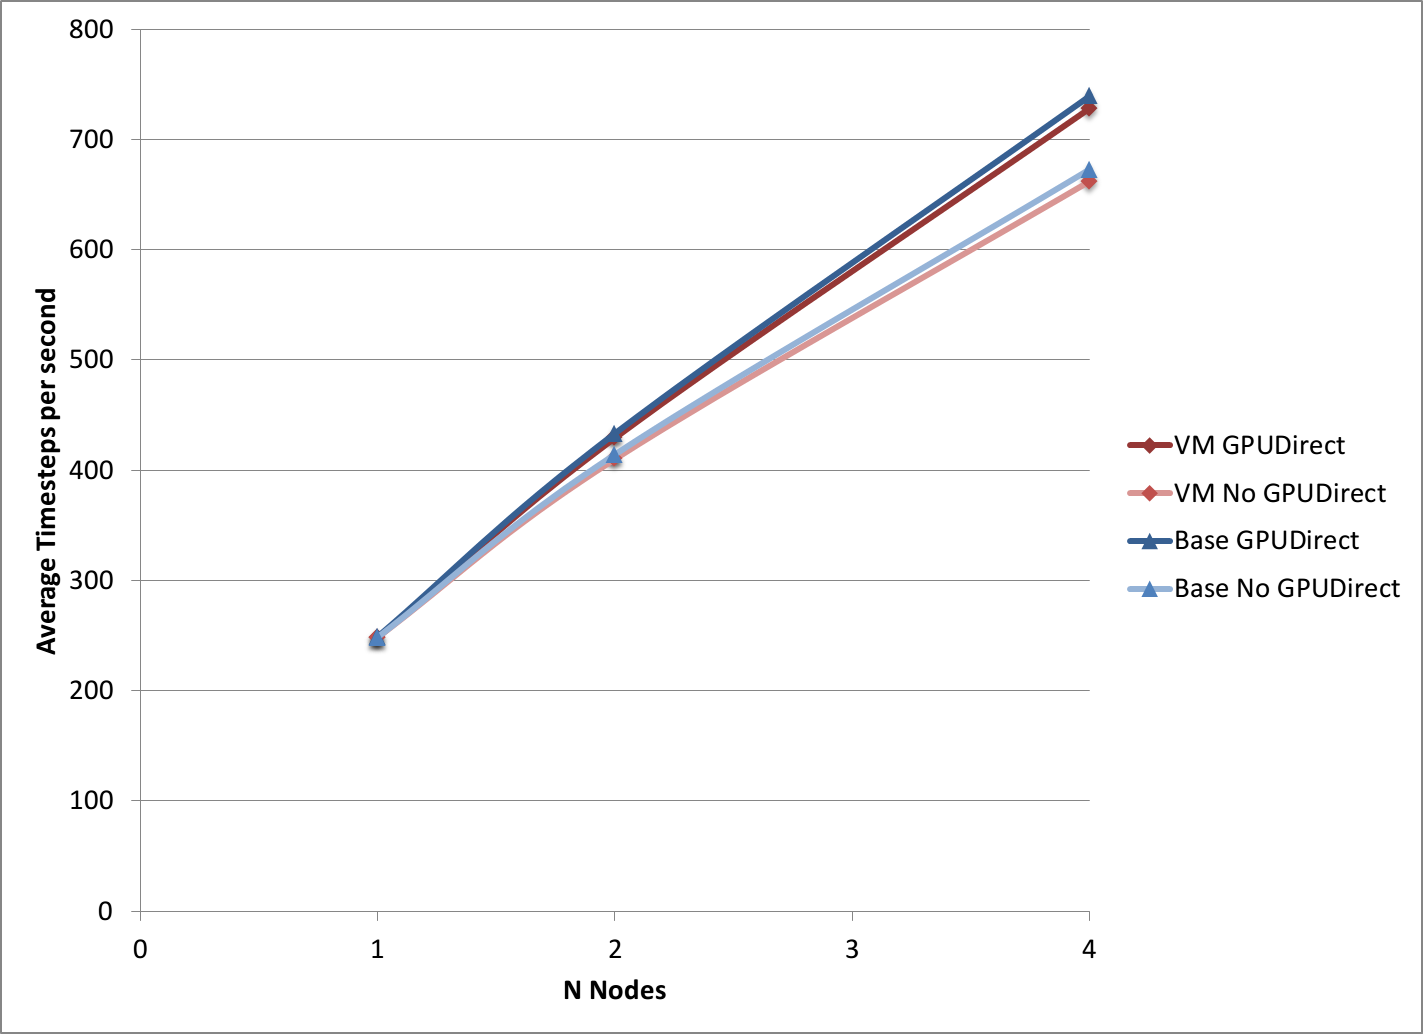 Average Timesteps per second
800
700
600
500
400
300
200
100
0
0 1 2 3 4
N Nodes
VM GPUDirect
VM No GPUDirect
Base GPUDirect
Base No GPUDirect